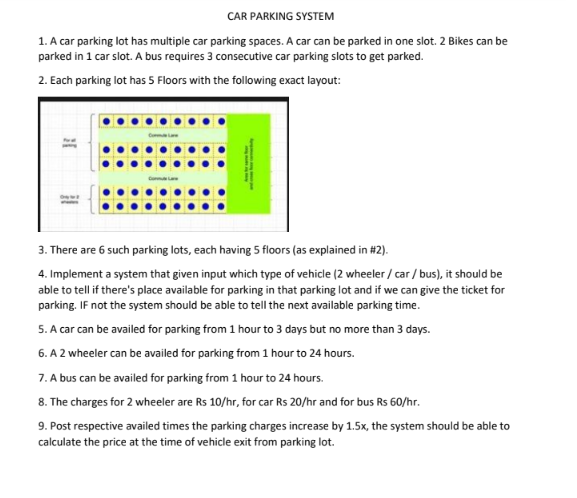 CAR PARKING SYSTEM
1. A car parking lot has multiple car parking spaces. A car can be parked in one slot. 2 Bikes can be
parked in 1 car slot. A bus requires 3 consecutive car parking slots to get parked.
2. Each parking lot has 5 Floors with the following exact layout:
For all
parking
Commute Lane
Commute Lane
Only for 2
wheelers
3. There are 6 such parking lots, each having 5 floors (as explained in #2).
4. Implement a system that given input which type of vehicle (2 wheeler / car / bus), it should be
able to tell if there's place available for parking in that parking lot and if we can give the ticket for
parking. IF not the system should be able to tell the next available parking time.
5. A car can be availed for parking from 1 hour to 3 days but no more than 3 days.
6. A 2 wheeler can be availed for parking from 1 hour to 24 hours.
7. A bus can be availed for parking from 1 hour to 24 hours.
8. The charges for 2 wheeler are Rs 10/hr, for car Rs 20/hr and for bus Rs 60/hr.
9. Post respective availed times the parking charges increase by 1.5x, the system should be able to
calculate the price at the time of vehicle exit from parking lot.